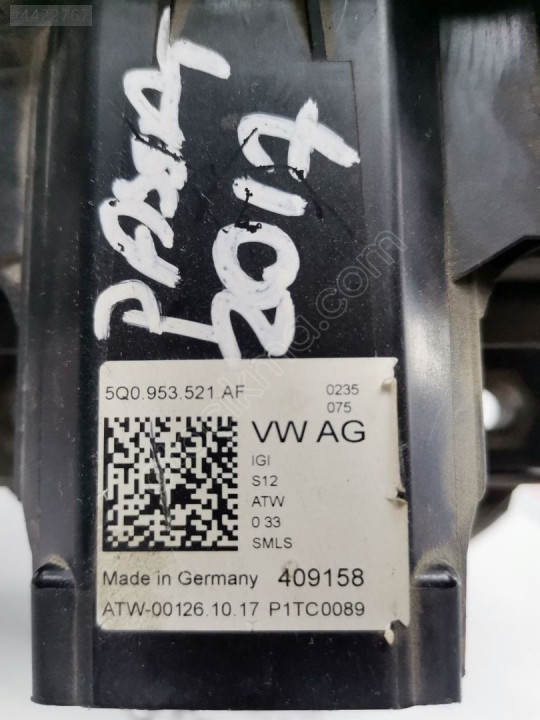 54472767
PASSAT
2017
5Q0.953.521 AF
0235
075
VW AG
IGI
S12
ATW
0 33
SMLS
Made in Germany 409158
ATW-00126.10.17 P1TC0089